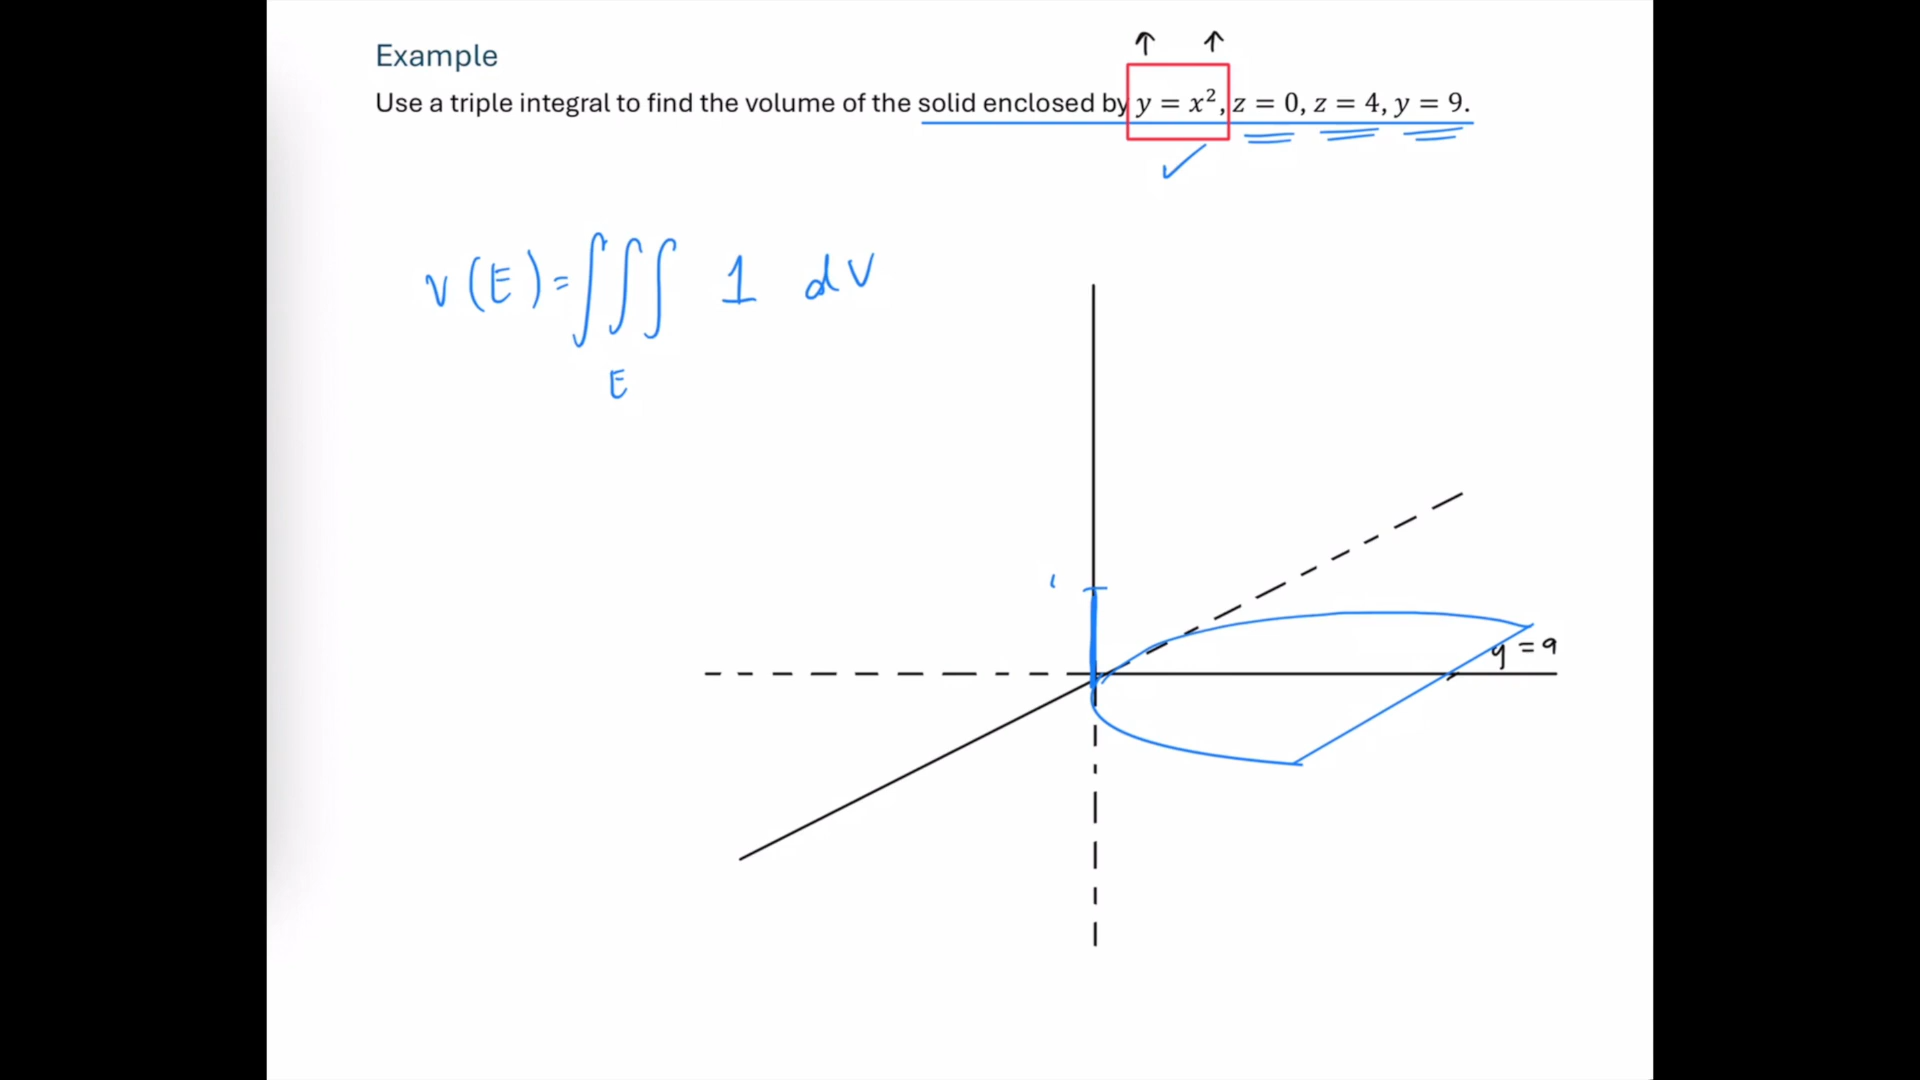 Example
Use a triple integral to find the volume of the solid enclosed by y = x², z = 0, z = 4, y = 9.
V(E) = ∭ 1 dV
E
y = 9